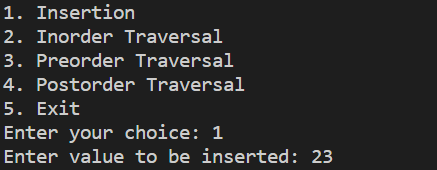 1. Insertion
2. Inorder Traversal
3. Preorder Traversal
4. Postorder Traversal
5. Exit
Enter your choice: 1
Enter value to be inserted: 23